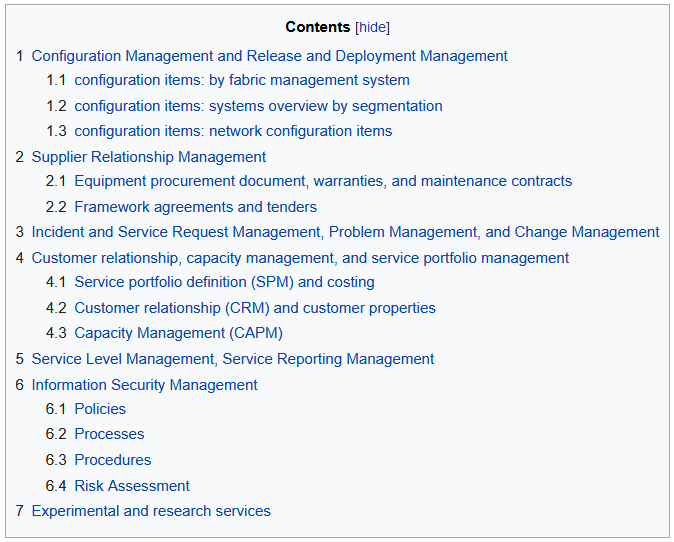 Contents [hide]
1 Configuration Management and Release and Deployment Management
1.1 configuration items: by fabric management system
1.2 configuration items: systems overview by segmentation
1.3 configuration items: network configuration items
2 Supplier Relationship Management
2.1 Equipment procurement document, warranties, and maintenance contracts
2.2 Framework agreements and tenders
3 Incident and Service Request Management, Problem Management, and Change Management
4 Customer relationship, capacity management, and service portfolio management
4.1 Service portfolio definition (SPM) and costing
4.2 Customer relationship (CRM) and customer properties
4.3 Capacity Management (CAPM)
5 Service Level Management, Service Reporting Management
6 Information Security Management
6.1 Policies
6.2 Processes
6.3 Procedures
6.4 Risk Assessment
7 Experimental and research services